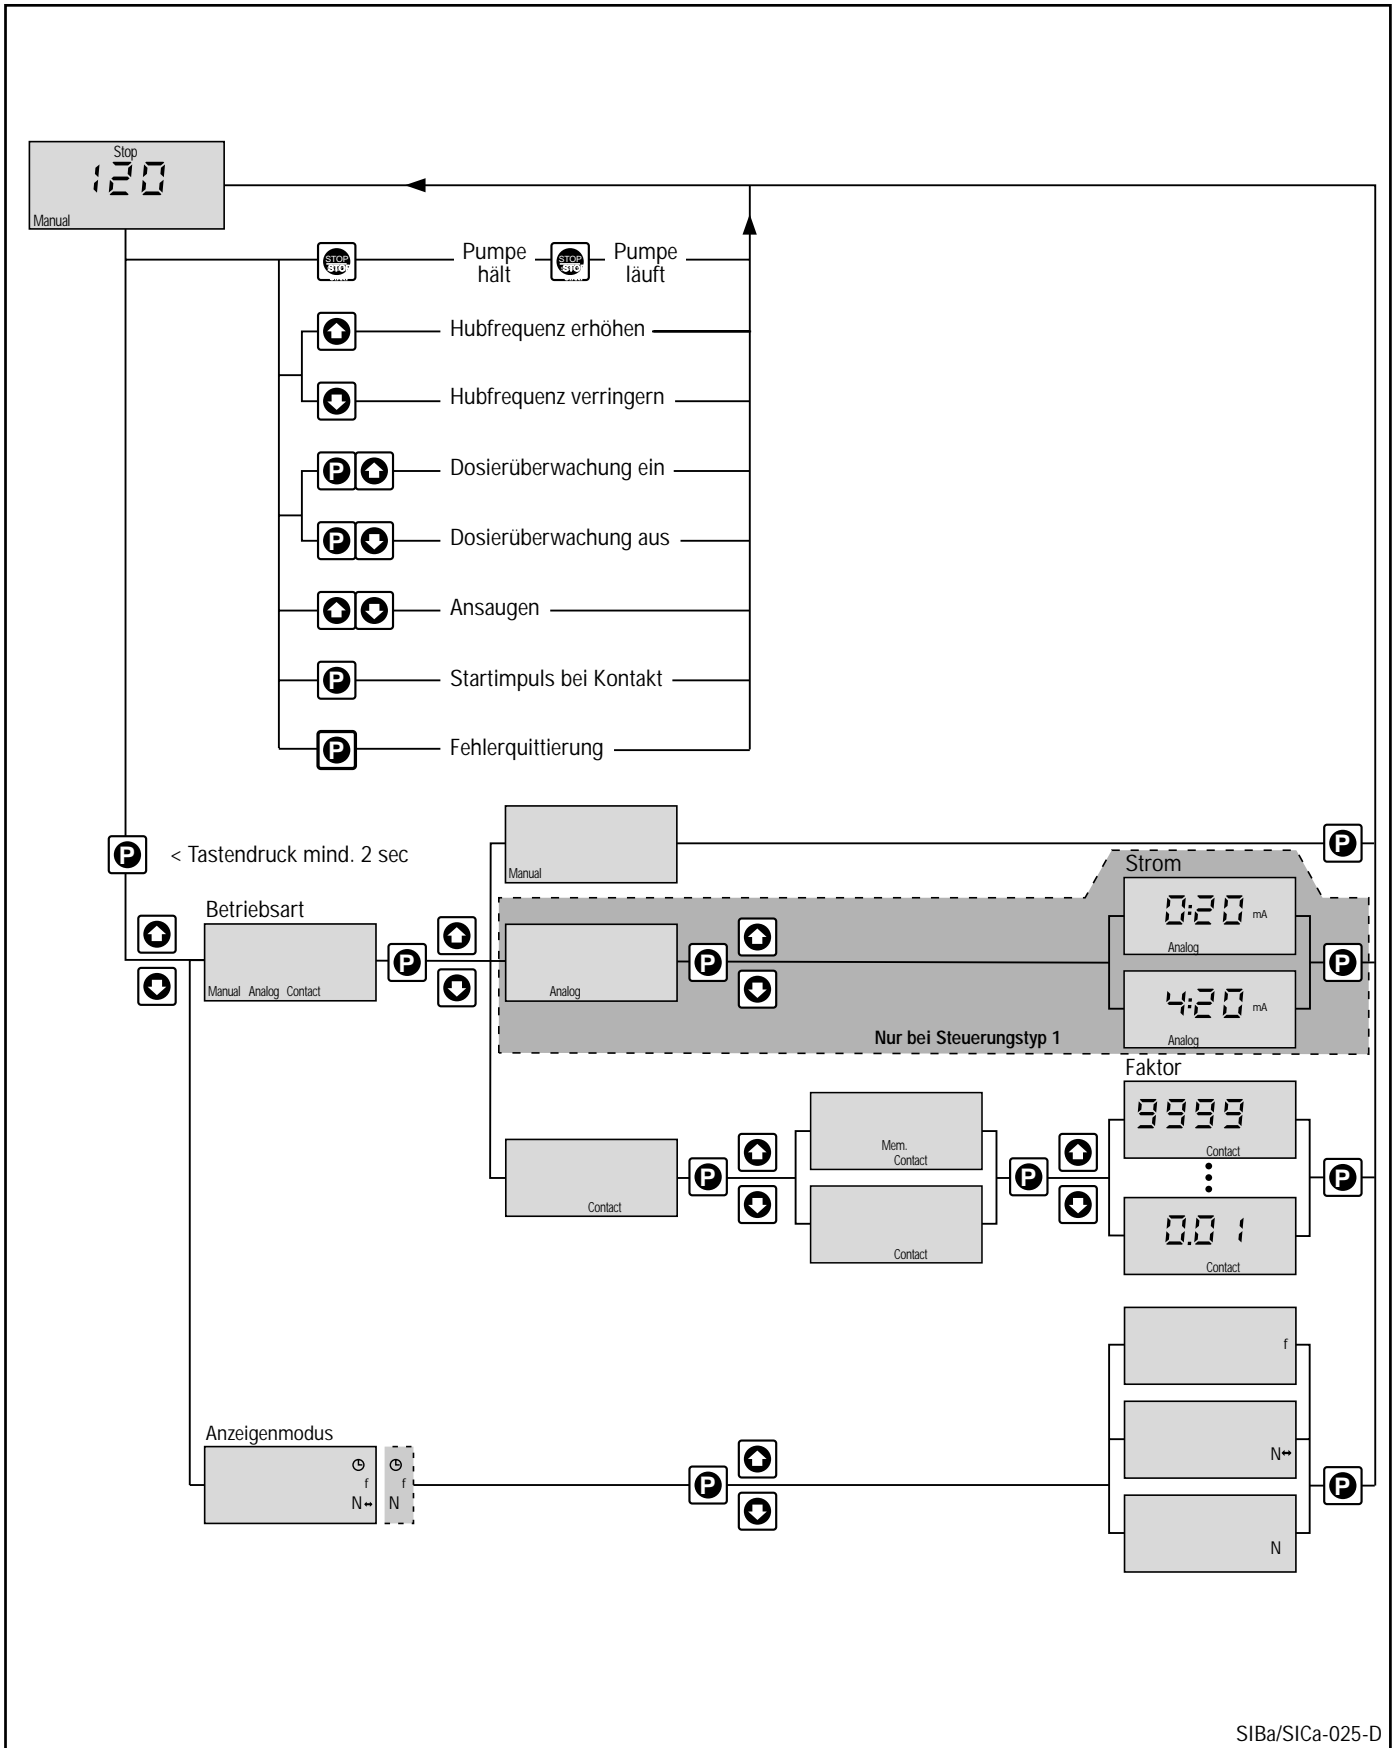 Stop
120
Manual
STOP
Pumpe hält
STOP
Pumpe läuft
Hubfrequenz erhöhen
Hubfrequenz verringern
P
Dosierüberwachung ein
P
Dosierüberwachung aus
Ansaugen
P
Startimpuls bei Kontakt
P
Fehlerquittierung
P
< Tastendruck mind. 2 sec
Manual
P
Strom
0:20 mA
Analog
Betriebsart
Manual Analog Contact
P
Analog
P
P
4:20 mA
Analog
Nur bei Steuerungstyp 1
Faktor
9999
Contact
Mem.
Contact
Contact
P
P
P
Contact
0.01
Contact
f
N↔
N
Anzeigenmodus
f
N↔
f
N
P
P
SIBa/SICa-025-D